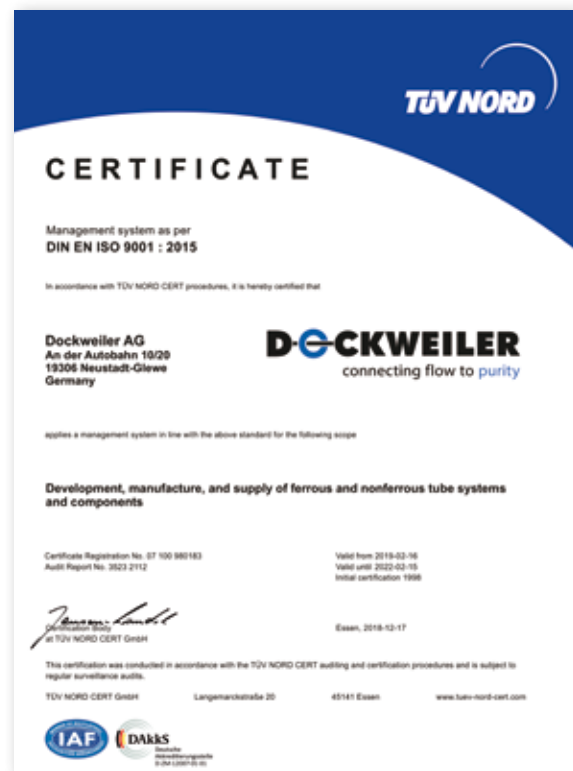 TÜV NORD
CERTIFICATE
Management system as per
DIN EN ISO 9001 : 2015
In accordance with TÜV NORD CERT procedures, it is hereby certified that
Dockweiler AG
An der Autobahn 10/20
19306 Neustadt-Glewe
Germany
DOCKWEILER
connecting flow to purity
applies a management system in line with the above standard for the following scope
Development, manufacture, and supply of ferrous and nonferrous tube systems
and components
Certificate Registration No. 07 100 980183
Audit Report No. 3523 2112
Valid from 2019-02-16
Valid until 2022-02-15
Initial certification 1998
Certification Body
at TÜV NORD CERT GmbH
Essen, 2018-12-17
This certification was conducted in accordance with the TÜV NORD CERT auditing and certification procedures and is subject to
regular surveillance audits.
TÜV NORD CERT GmbH Langemarckstraße 20 45141 Essen www.tuev-nord-cert.com
IAF
DAkkS
Deutsche
Akkreditierungsstelle